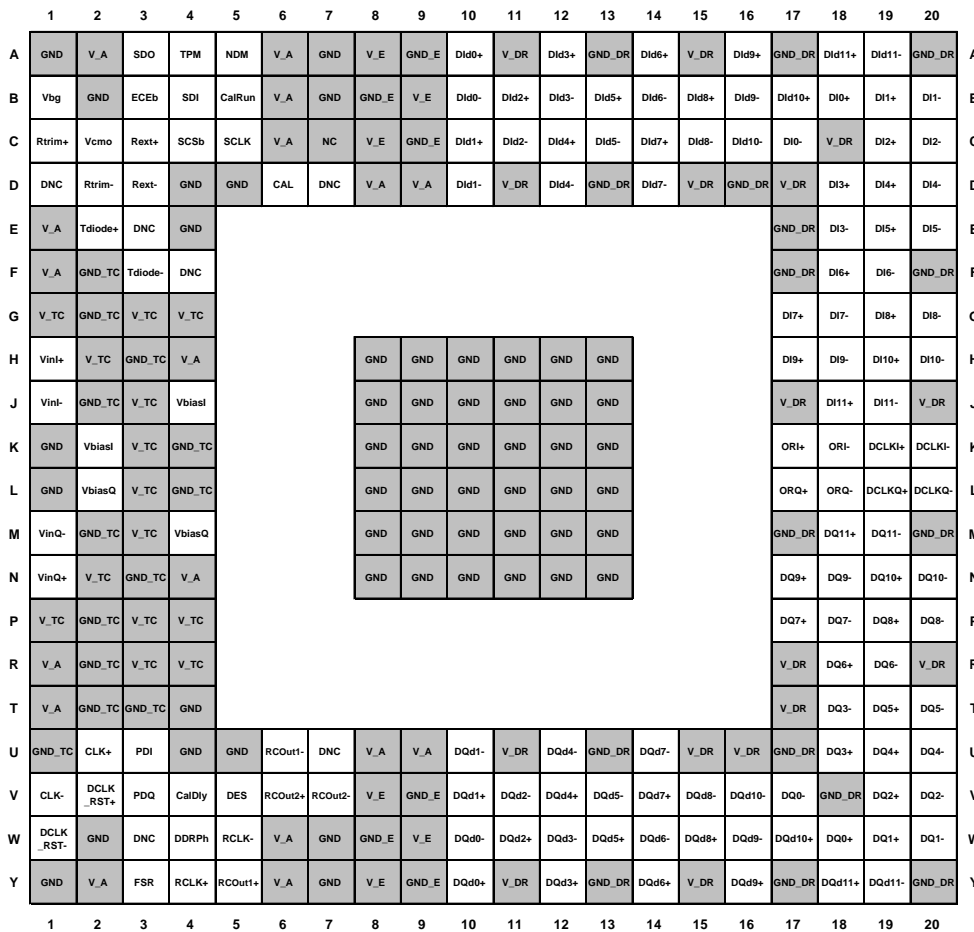 1 2 3 4 5 6 7 8 9 10 11 12 13 14 15 16 17 18 19 20
A GND V_A SDO TPM NDM V_A GND V_E GND_E DId0+ V_DR DId3+ GND_DR DId6+ V_DR DId9+ GND_DR DId11+ DId11- GND_DR
B Vbg GND ECEb SDI CalRun V_A GND GND_E V_E DId0- DId2+ DId3- DId5+ DId6- DId8+ DId9- DId10+ DI0+ DI1+ DI1-
C Rtrim+ Vcmo Rext+ SCSb SCLK V_A NC V_E GND_E DId1+ DId2- DId4+ DId5- DId7+ DId8- DId10- DI0- V_DR DI2+ DI2-
D DNC Rtrim- Rext- GND GND CAL DNC V_A V_A DId1- V_DR DId4- GND_DR DId7- V_DR GND_DR V_DR DI3+ DI4+ DI4-
E V_A Tdiode+ DNC GND GND_DR DI3- DI5+ DI5-
F V_A GND_TC Tdiode- DNC GND_DR DI6+ DI6- GND_DR
G V_TC GND_TC V_TC V_TC DI7+ DI7- DI8+ DI8-
H VinI+ V_TC GND_TC V_A GND GND GND GND GND GND DI9+ DI9- DI10+ DI10-
J VinI- GND_TC V_TC VbiasI GND GND GND GND GND GND V_DR DI11+ DI11- V_DR J
K GND VbiasI V_TC GND_TC GND GND GND GND GND GND ORI+ ORI- DCLKI+ DCLKI-
L GND VbiasQ V_TC GND_TC GND GND GND GND GND GND ORQ+ ORQ- DCLKQ+ DCLKQ- L
M VinQ- GND_TC V_TC VbiasQ GND GND GND GND GND GND GND_DR DQ11+ DQ11- GND_DR
N VinQ+ V_TC GND_TC V_A GND GND GND GND GND GND DQ9+ DQ9- DQ10+ DQ10-
P V_TC GND_TC V_TC V_TC DQ7+ DQ7- DQ8+ DQ8-
R V_A GND_TC V_TC V_TC V_DR DQ6+ DQ6- V_DR
T V_A GND_TC GND_TC GND V_DR DQ3- DQ5+ DQ5- T
U GND_TC CLK+ PDI GND GND RCOut1- DNC V_A V_A DQd1- V_DR DQd4- GND_DR DQd7- V_DR V_DR GND_DR DQ3+ DQ4+ DQ4-
V CLK- DCLK
_RST+ PDQ CalDly DES RCOut2+ RCOut2- V_E GND_E DQd1+ DQd2- DQd4+ DQd5- DQd7+ DQd8- DQd10- DQ0- GND_DR DQ2+ DQ2-
W DCLK
_RST- GND DNC DDRPh RCLK- V_A GND GND_E V_E DQd0- DQd2+ DQd3- DQd5+ DQd6- DQd8+ DQd9- DQd10+ DQ0+ DQ1+ DQ1-
Y GND V_A FSR RCLK+ RCOut1+ V_A GND V_E GND_E DQd0+ V_DR DQd3+ GND_DR DQd6+ V_DR DQd9+ GND_DR DQd11+ DQd11- GND_DR
1 2 3 4 5 6 7 8 9 10 11 12 13 14 15 16 17 18 19 20